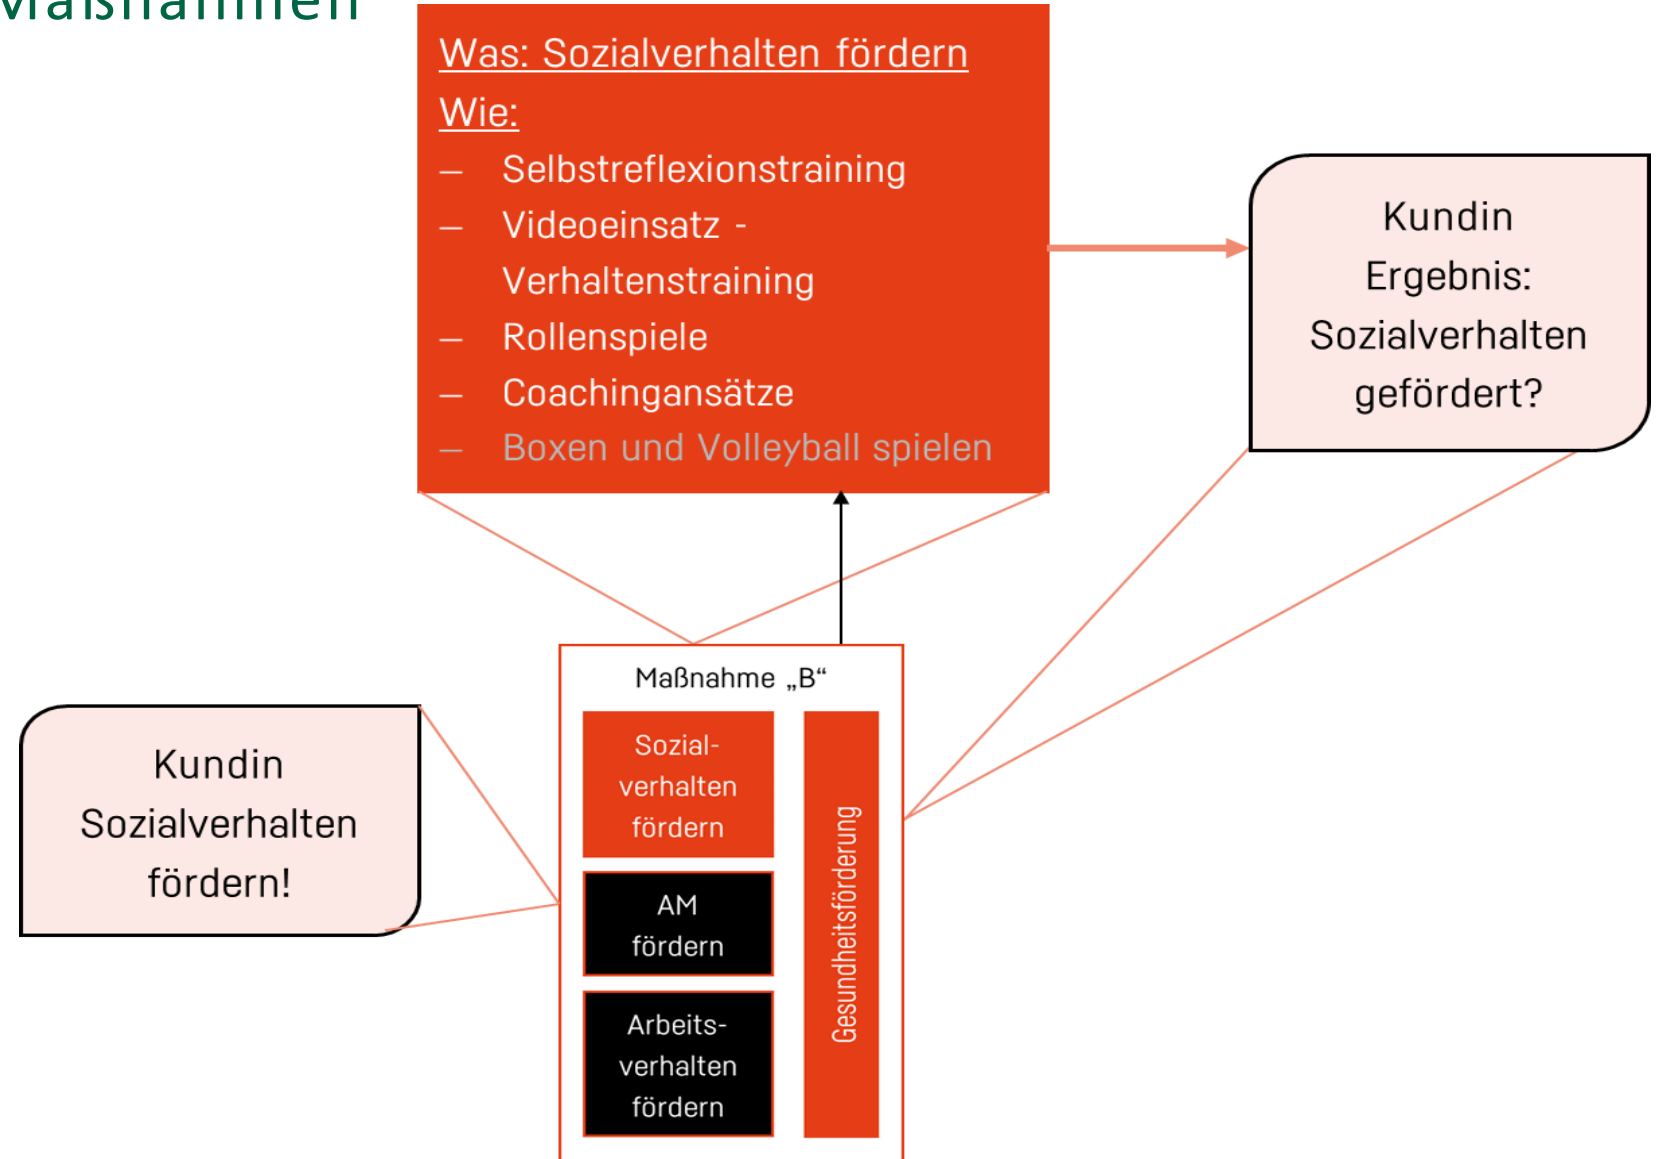 Maßnahmen
Was: Sozialverhalten fördern
Wie:
– Selbstreflexionstraining
– Videoeinsatz -
Verhaltenstraining
– Rollenspiele
– Coachingansätze
– Boxen und Volleyball spielen
Kundin
Ergebnis:
Sozialverhalten
gefördert?
Kundin
Sozialverhalten
fördern!
Maßnahme „B“
Sozial-
verhalten
fördern
AM
fördern
Arbeits-
verhalten
fördern
Gesundheitsförderung